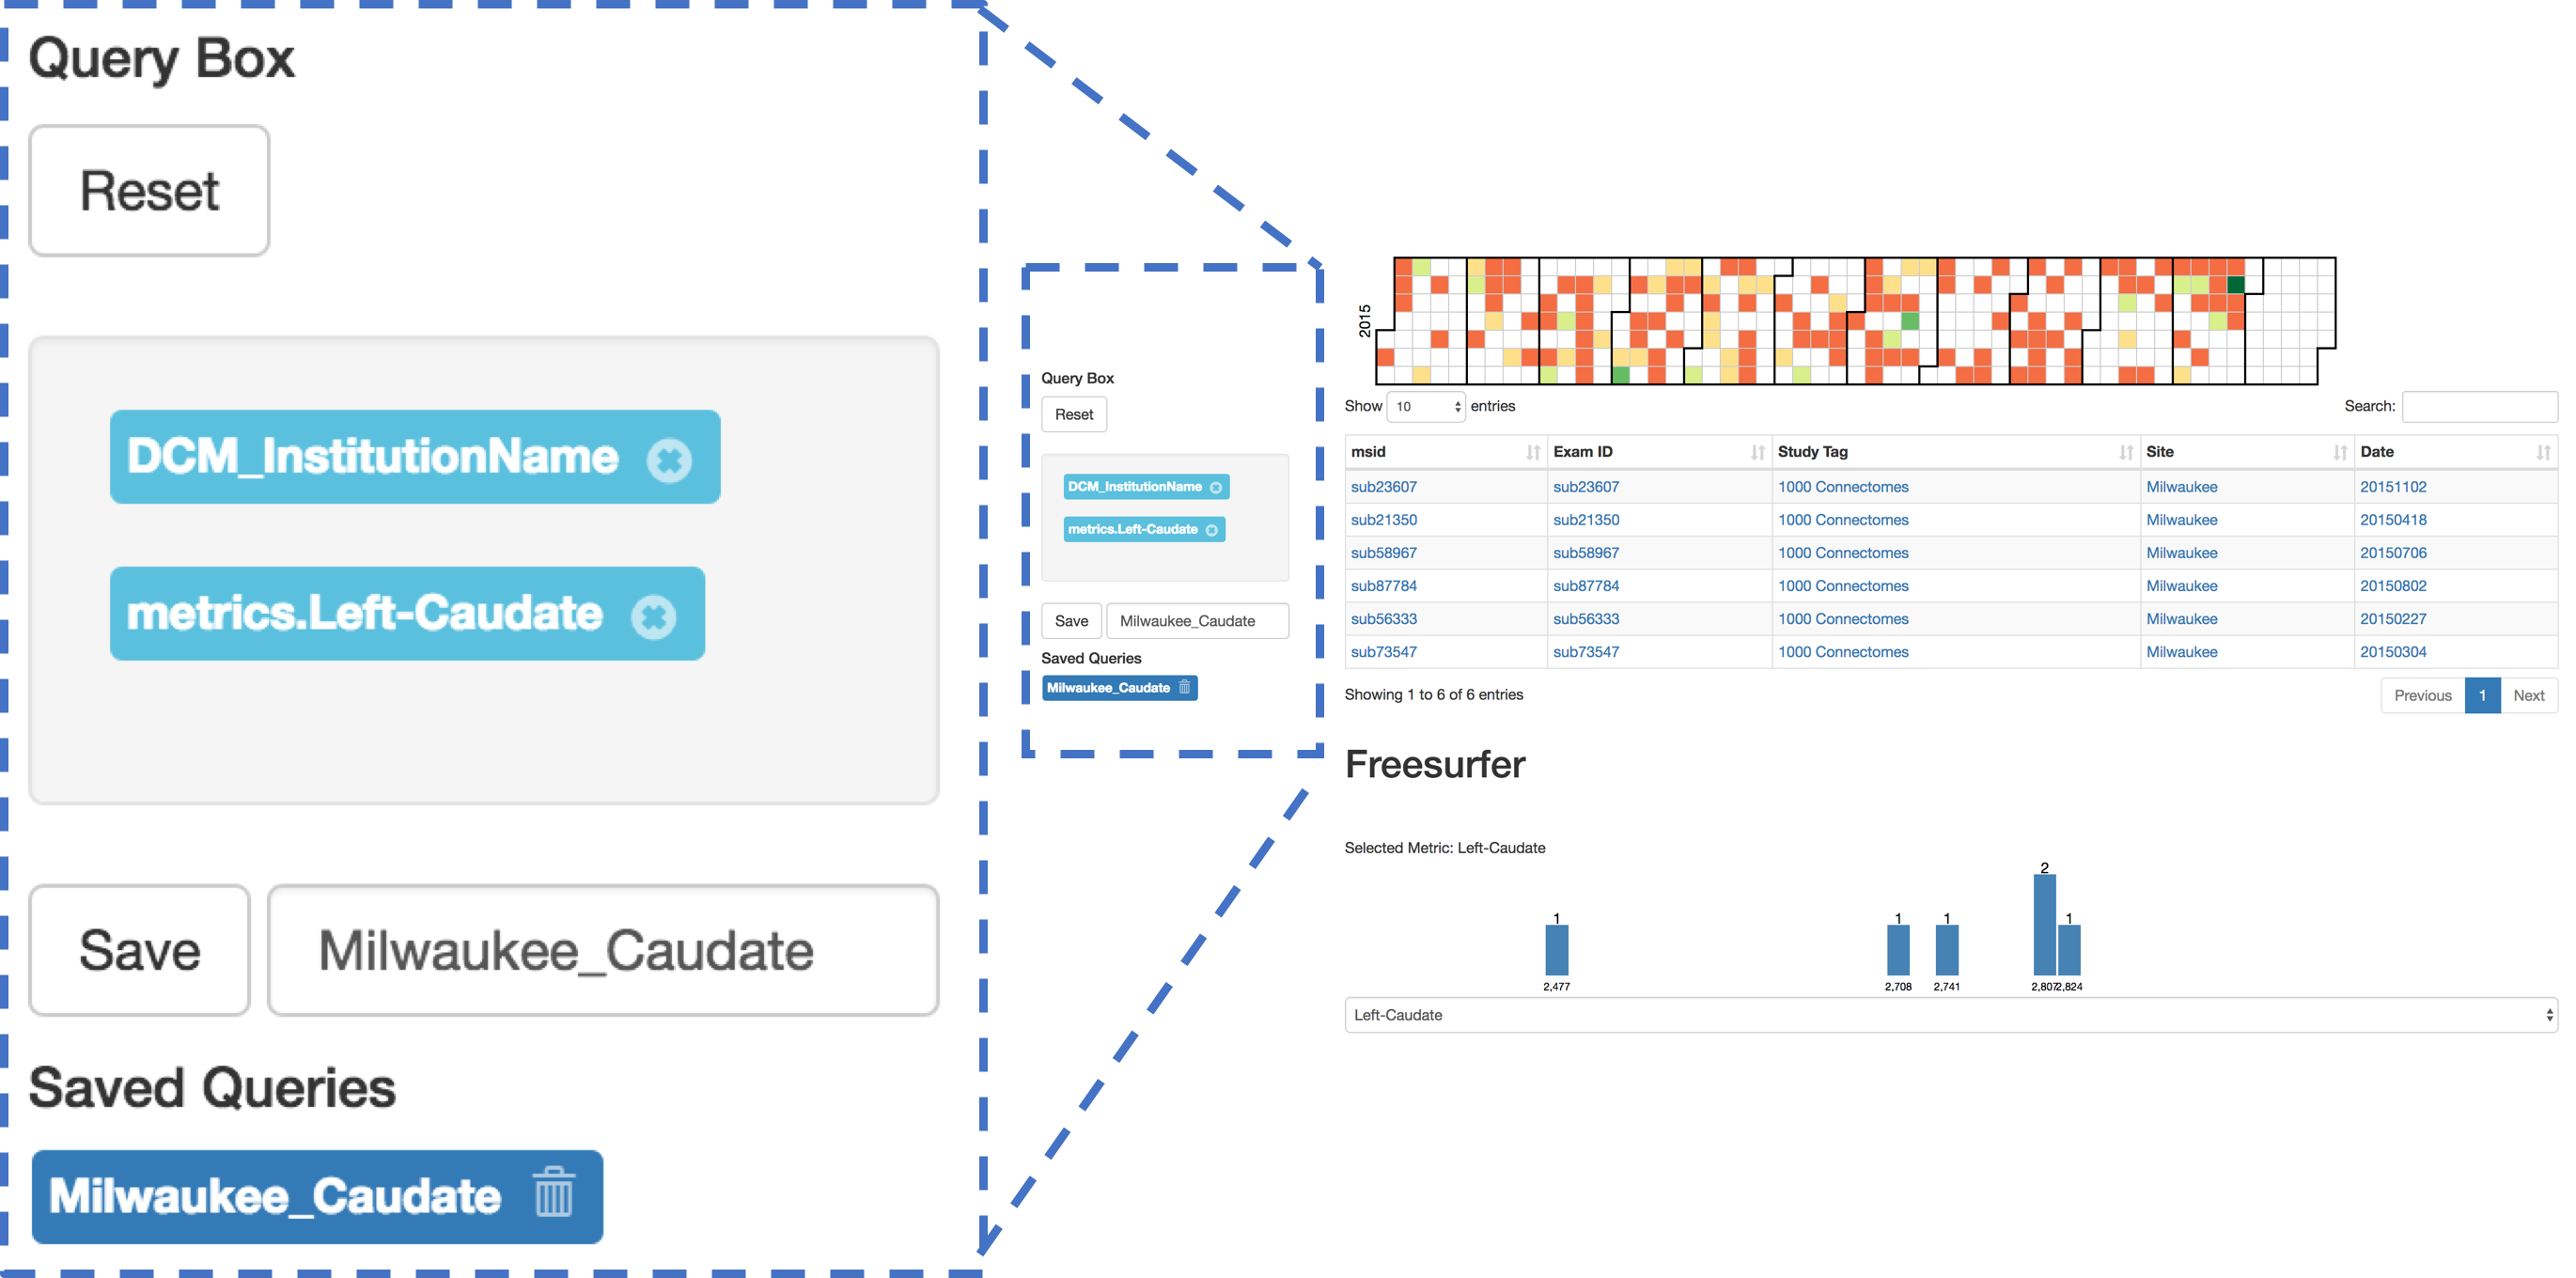 Query Box
Reset
DCM_InstitutionName
metrics.Left-Caudate
Save Milwaukee_Caudate
Saved Queries
Milwaukee_Caudate
Query Box
Reset
DCM_InstitutionName
metrics.Left-Caudate
Save Milwaukee_Caudate
Saved Queries
Milwaukee_Caudate
2015
Show 10 entries Search:
msid Exam ID Study Tag Site Date
sub23607 sub23607 1000 Connectomes Milwaukee 20151102
sub21350 sub21350 1000 Connectomes Milwaukee 20150418
sub58967 sub58967 1000 Connectomes Milwaukee 20150706
sub87784 sub87784 1000 Connectomes Milwaukee 20150802
sub56333 sub56333 1000 Connectomes Milwaukee 20150227
sub73547 sub73547 1000 Connectomes Milwaukee 20150304
Showing 1 to 6 of 6 entries Previous 1 Next
Freesurfer
Selected Metric: Left-Caudate
2
1 1 1 1
2,477 2,708 2,741 2,807 2,824
Left-Caudate